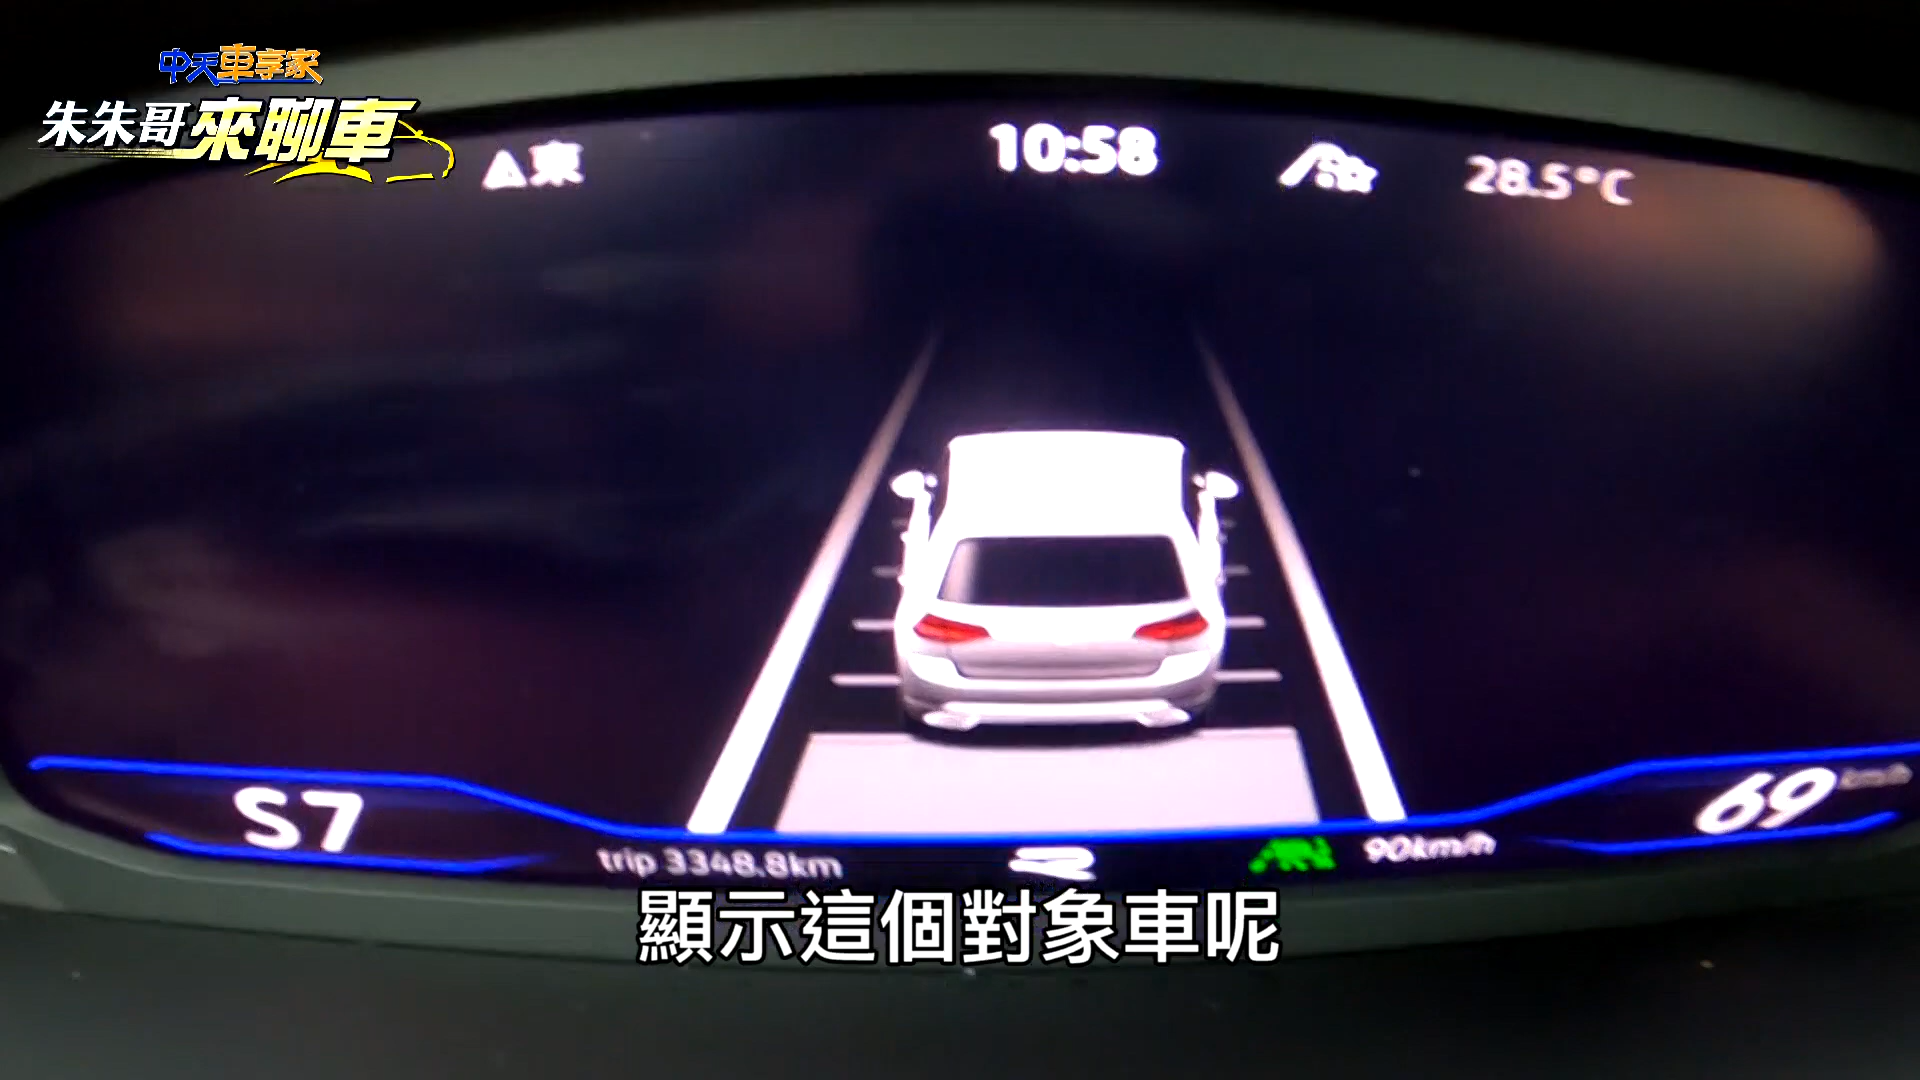 中天車享家
朱朱哥來聊車
東
10:58
28.5°C
S7
69 km/h
trip 3348.8km
90km/h
顯示這個對象車呢